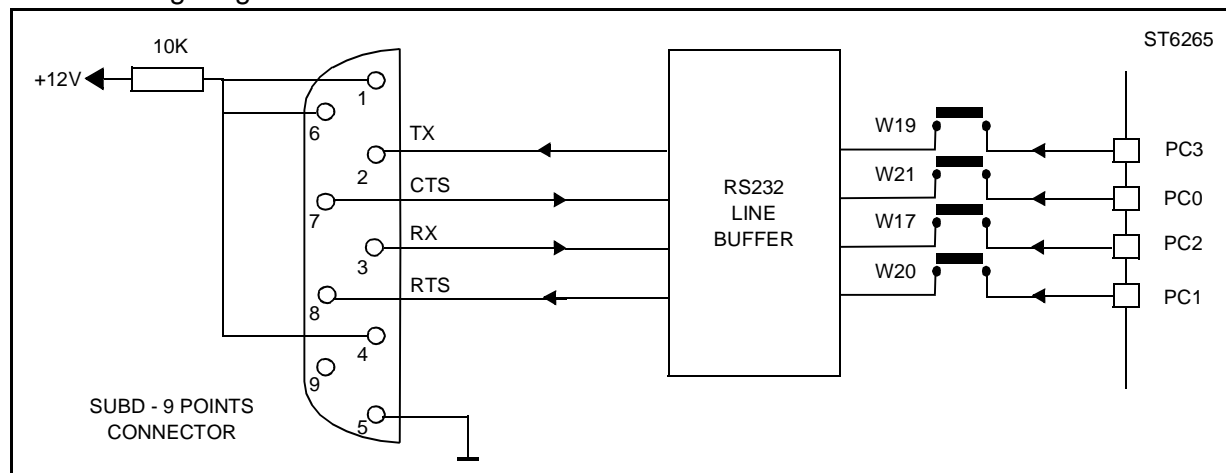 10K
ST6265
+12V
1
6
TX
W19
PC3
2
CTS
W21
PC0
7
RS232
LINE
BUFFER
RX
W17
PC2
3
RTS
W20
PC1
8
4
9
SUBD - 9 POINTS
CONNECTOR
5